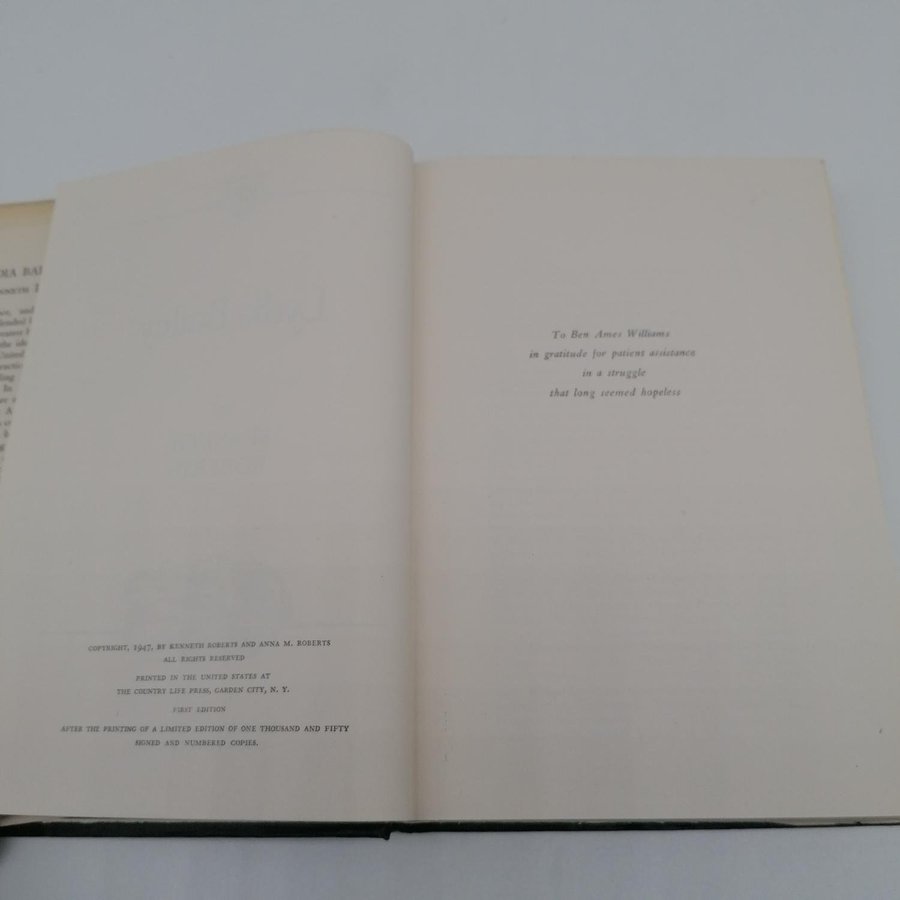 COPYRIGHT, 1947, BY KENNETH ROBERTS AND ANNA M. ROBERTS
ALL RIGHTS RESERVED
PRINTED IN THE UNITED STATES AT
THE COUNTRY LIFE PRESS, GARDEN CITY, N. Y.
FIRST EDITION
AFTER THE PRINTING OF A LIMITED EDITION OF ONE THOUSAND AND FIFTY
SIGNED AND NUMBERED COPIES.
To Ben Ames Williams
in gratitude for patient assistance
in a struggle
that long seemed hopeless